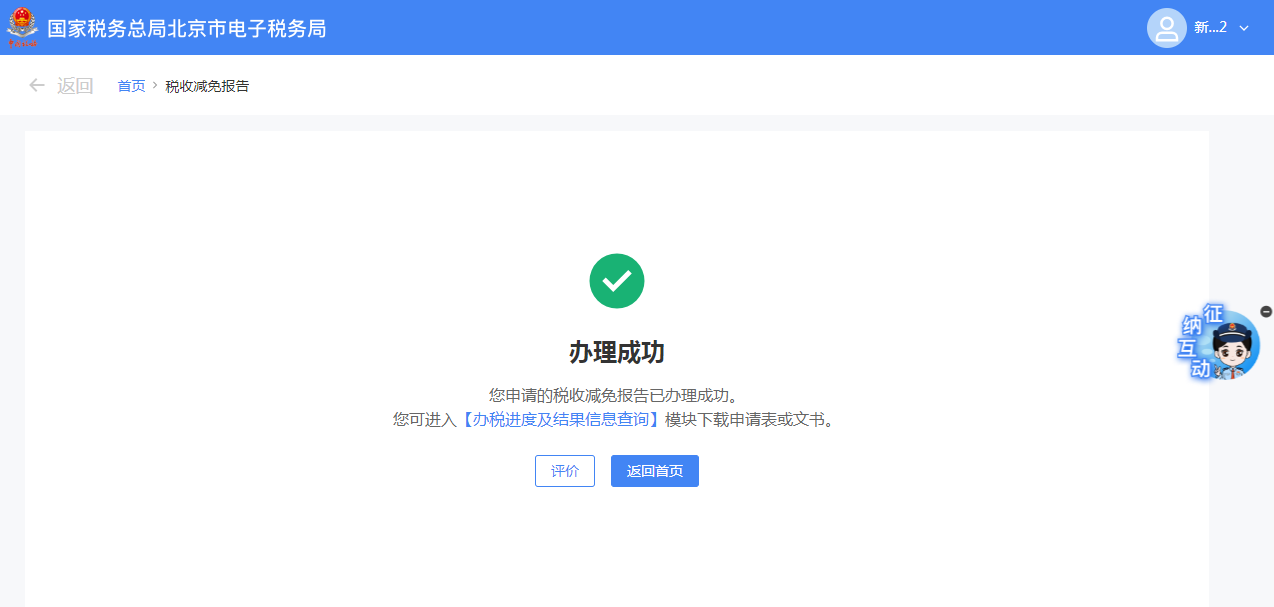 国家税务总局北京市电子税务局
新...2
返回 首页 > 税收减免报告
办理成功
您申请的税收减免报告已办理成功。
您可进入【办税进度及结果信息查询】模块下载申请表或文书。
评价 返回首页
征纳互动